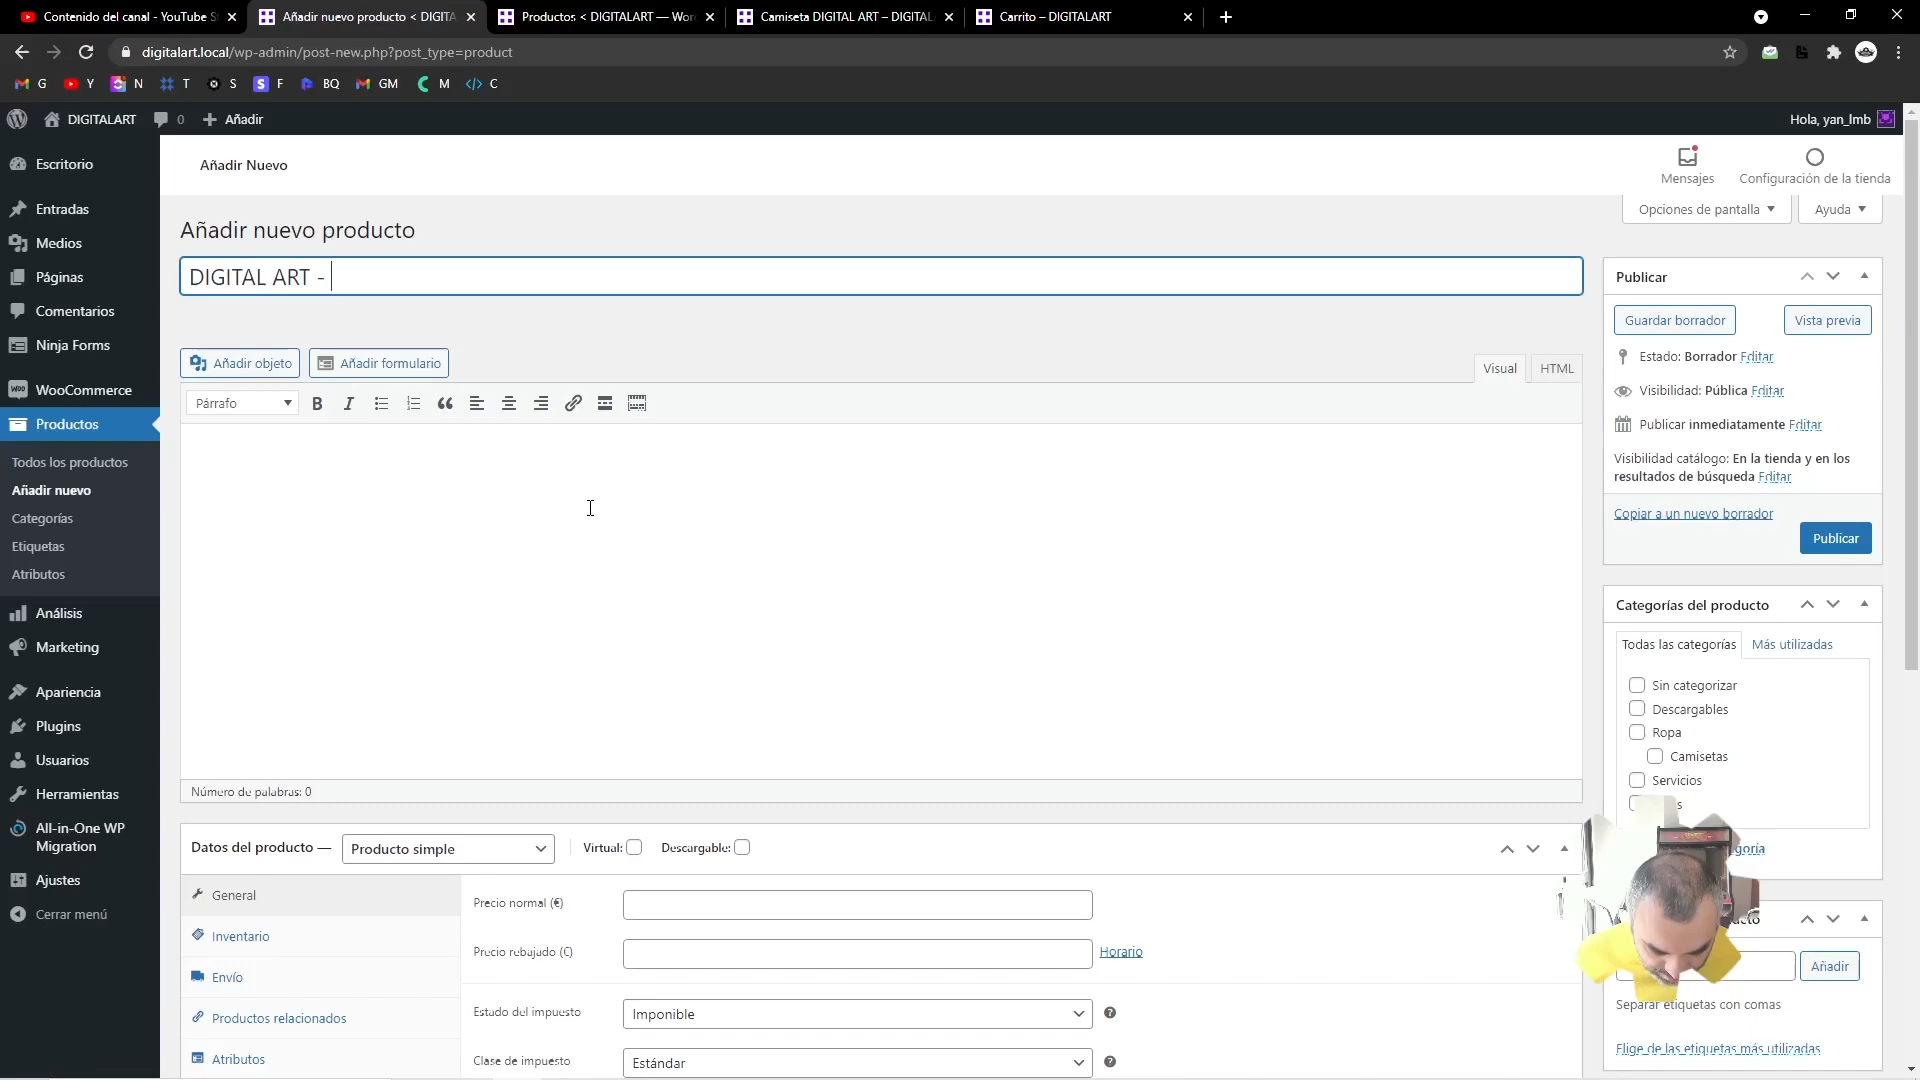 Contenido del canal - YouTube S
Añadir nuevo producto < DIGITA
Productos < DIGITALART — Wor
Camiseta DIGITAL ART – DIGITAL
Carrito – DIGITALART
digitalart.local/wp-admin/post-new.php?post_type=product
G
Y
N
T
S
F
BQ
GM
M
C
DIGITALART
0
Añadir
Hola, yan_lmb
Escritorio
Entradas
Medios
Páginas
Comentarios
Ninja Forms
WooCommerce
Productos
Todos los productos
Añadir nuevo
Categorías
Etiquetas
Atributos
Análisis
Marketing
Apariencia
Plugins
Usuarios
Herramientas
All-in-One WP
Migration
Ajustes
Cerrar menú
Añadir Nuevo
Mensajes
Configuración de la tienda
Opciones de pantalla
Ayuda
Añadir nuevo producto
DIGITAL ART -
Añadir objeto
Añadir formulario
Visual
HTML
Párrafo
Número de palabras: 0
Datos del producto —
Producto simple
Virtual:
Descargable:
General
Inventario
Envío
Productos relacionados
Atributos
Precio normal (€)
Precio rebajado (€)
Horario
Estado del impuesto
Imponible
Clase de impuesto
Estándar
Publicar
Guardar borrador
Vista previa
Estado: Borrador Editar
Visibilidad: Pública Editar
Publicar inmediatamente Editar
Visibilidad catálogo: En la tienda y en los
resultados de búsqueda Editar
Copiar a un nuevo borrador
Publicar
Categorías del producto
Todas las categorías
Más utilizadas
Sin categorizar
Descargables
Ropa
Camisetas
Servicios
Añadir
Separar etiquetas con comas
Elige de las etiquetas más utilizadas